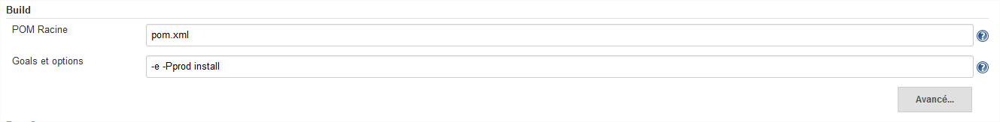 Build
POM Racine
pom.xml
Goals et options
-e -Pprod install
Avancé...